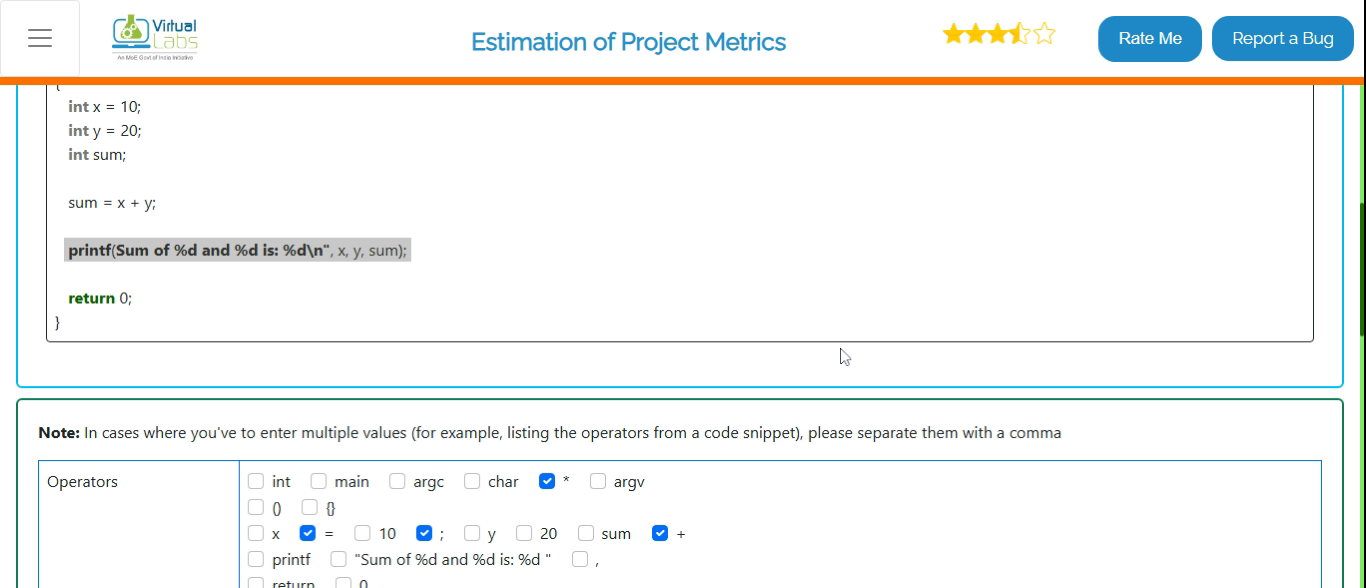 Virtual
Labs
An MoE Govt of India Initiative
Estimation of Project Metrics
Rate Me
Report a Bug
{
int x = 10;
int y = 20;
int sum;
sum = x + y;
printf(Sum of %d and %d is: %d\n", x, y, sum);
return 0;
}
Note: In cases where you've to enter multiple values (for example, listing the operators from a code snippet), please separate them with a comma
Operators
int main argc char * argv
() {}
x = 10 ; y 20 sum +
printf "Sum of %d and %d is: %d " ,
return 0